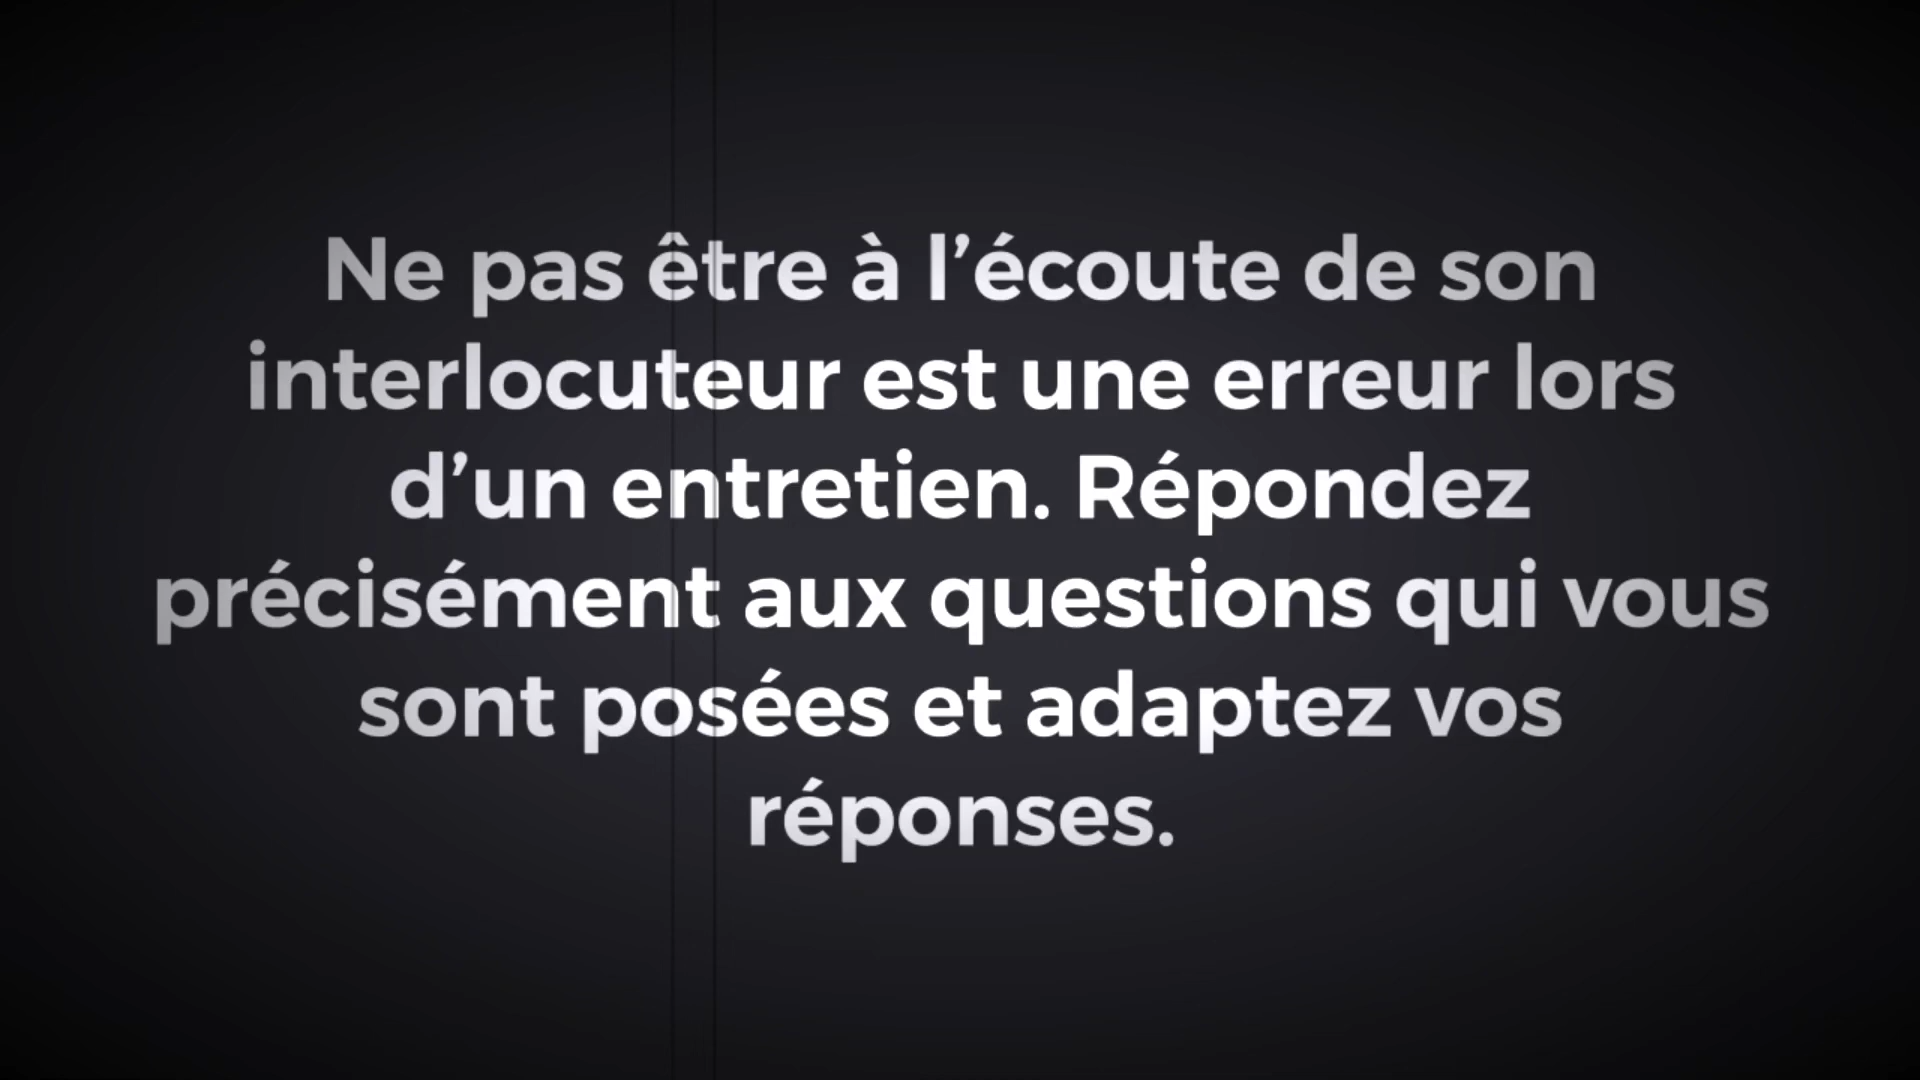 Ne pas être à l’écoute de son
interlocuteur est une erreur lors
d’un entretien. Répondez
précisément aux questions qui vous
sont posées et adaptez vos
réponses.